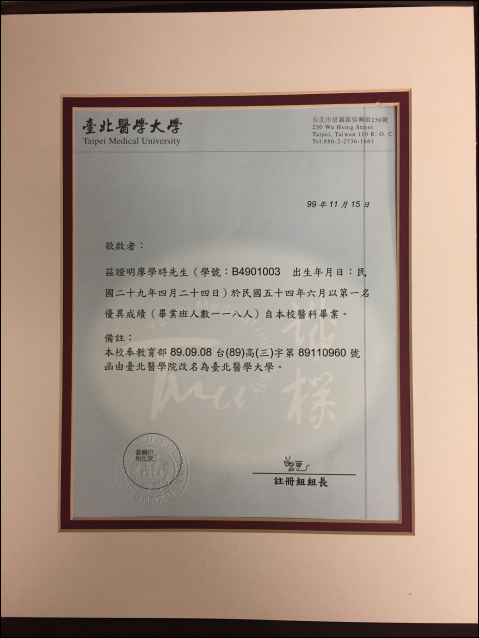 臺北醫學大學
Taipei Medical University
台北市信義區吳興街250號
250 Wu Hsing Street
Taipei, Taiwan 110 R. O. C.
Tel:886-2-2736-1661
99 年 11 月 15 日
敬啟者：
茲證明廖學時先生（學號：B4901003 出生年月日：民
國二十九年四月二十四日）於民國五十四年六月以第一名
優異成績（畢業班人數一一八人）自本校醫科畢業。
備註：
本校奉教育部 89.09.08 台(89)高(三)字第 89110960 號
函由臺北醫學院改名為臺北醫學大學。
誠樸
註冊組組長